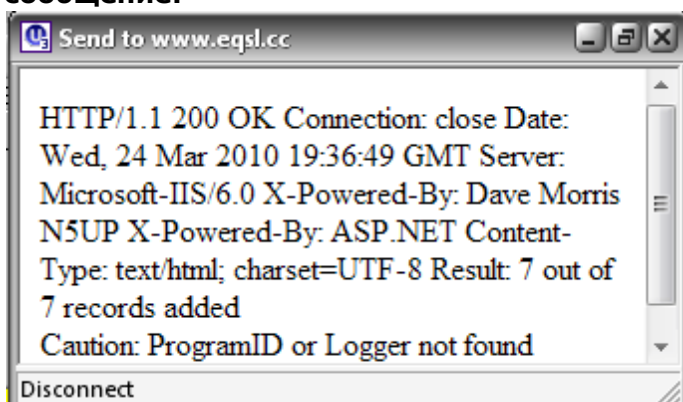 сообщение:
Send to www.eqsl.cc
HTTP/1.1 200 OK Connection: close Date:
Wed, 24 Mar 2010 19:36:49 GMT Server:
Microsoft-IIS/6.0 X-Powered-By: Dave Morris
N5UP X-Powered-By: ASP.NET Content-
Type: text/html; charset=UTF-8 Result: 7 out of
7 records added
Caution: ProgramID or Logger not found
Disconnect